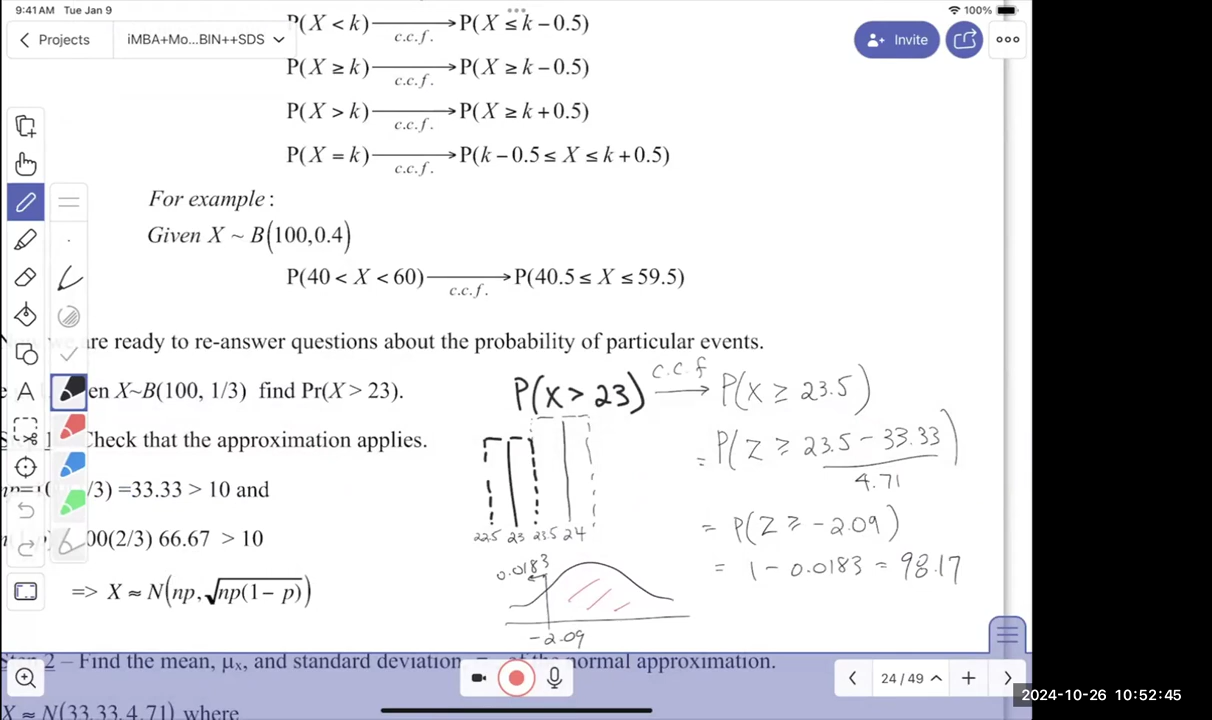 9:41 AM Tue Jan 9
100%
Projects
iMBA+Mo...BIN++SDS
Invite
P(X < k) → P(X ≤ k − 0.5)
c.c.f.
P(X ≥ k) → P(X ≥ k − 0.5)
c.c.f.
P(X > k) → P(X ≥ k + 0.5)
c.c.f.
P(X = k) → P(k − 0.5 ≤ X ≤ k + 0.5)
c.c.f.
For example :
Given X ~ B(100,0.4)
P(40 < X < 60) → P(40.5 ≤ X ≤ 59.5)
c.c.f.
we are ready to re-answer questions about the probability of particular events.
en X~B(100, 1/3) find Pr(X > 23).
P(X > 23) → P(X ≥ 23.5)
c.c.f
Check that the approximation applies.
= P(Z ≥ 23.5 − 33.33 / 4.71)
/3) =33.33 > 10 and
00(2/3) 66.67 > 10
22.5 23 23.5 24
= P(Z ≥ −2.09)
0.0183
= 1 − 0.0183 = 98.17
=> X ≈ N(np, √np(1 − p))
−2.09
2 – Find the mean, μx, and standard deviation of the normal approximation.
X ≈ N(33.33, 4.71) where
24 / 49
2024-10-26 10:52:45